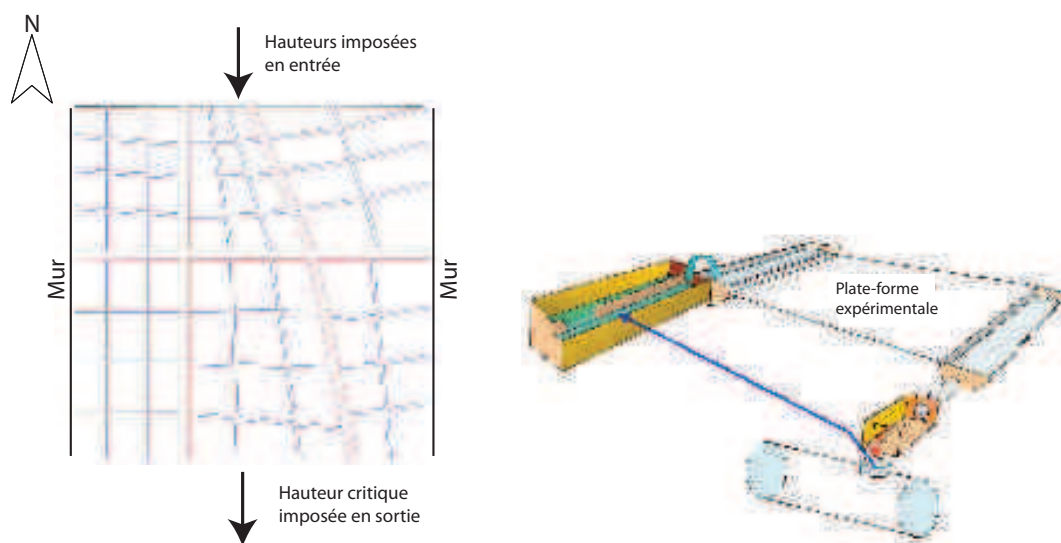 N
Hauteurs imposées
en entrée
Mur
Mur
Hauteur critique
imposée en sortie
Plate-forme
expérimentale